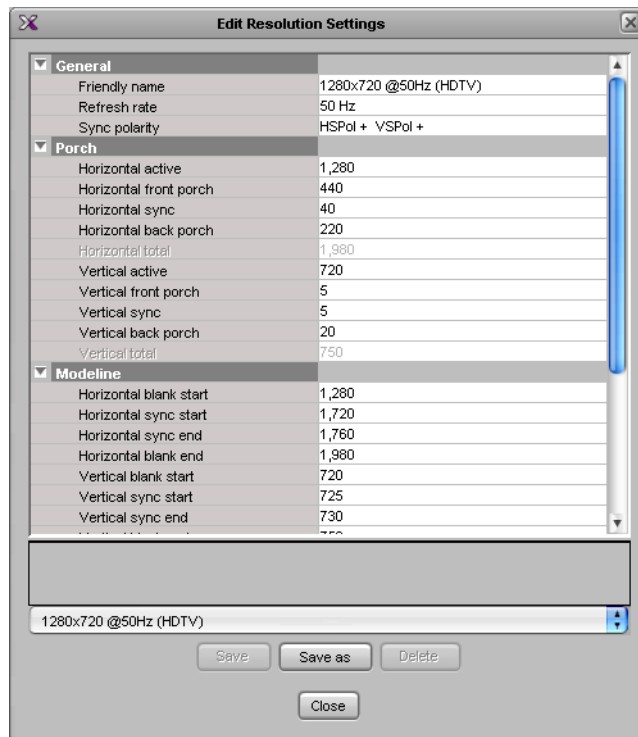 Edit Resolution Settings
General
Friendly name 1280x720 @50Hz (HDTV)
Refresh rate 50 Hz
Sync polarity HSPol + VSPol +
Porch
Horizontal active 1,280
Horizontal front porch 440
Horizontal sync 40
Horizontal back porch 220
Horizontal total 1,980
Vertical active 720
Vertical front porch 5
Vertical sync 5
Vertical back porch 20
Vertical total 750
Modeline
Horizontal blank start 1,280
Horizontal sync start 1,720
Horizontal sync end 1,760
Horizontal blank end 1,980
Vertical blank start 720
Vertical sync start 725
Vertical sync end 730
1280x720 @50Hz (HDTV)
Save Save as Delete
Close